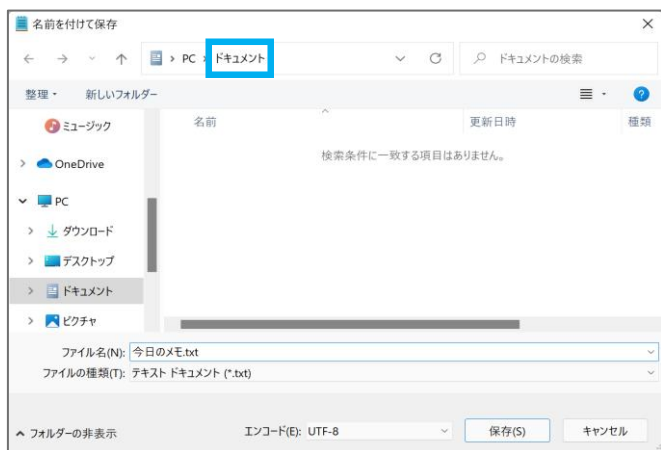 名前を付けて保存
PC › ドキュメント
ドキュメントの検索
整理 新しいフォルダー
名前 更新日時 種類
検索条件に一致する項目はありません。
ミュージック
OneDrive
PC
ダウンロード
デスクトップ
ドキュメント
ピクチャ
ファイル名(N): 今日のメモ.txt
ファイルの種類(T): テキスト ドキュメント (*.txt)
フォルダーの非表示 エンコード(E): UTF-8 保存(S) キャンセル